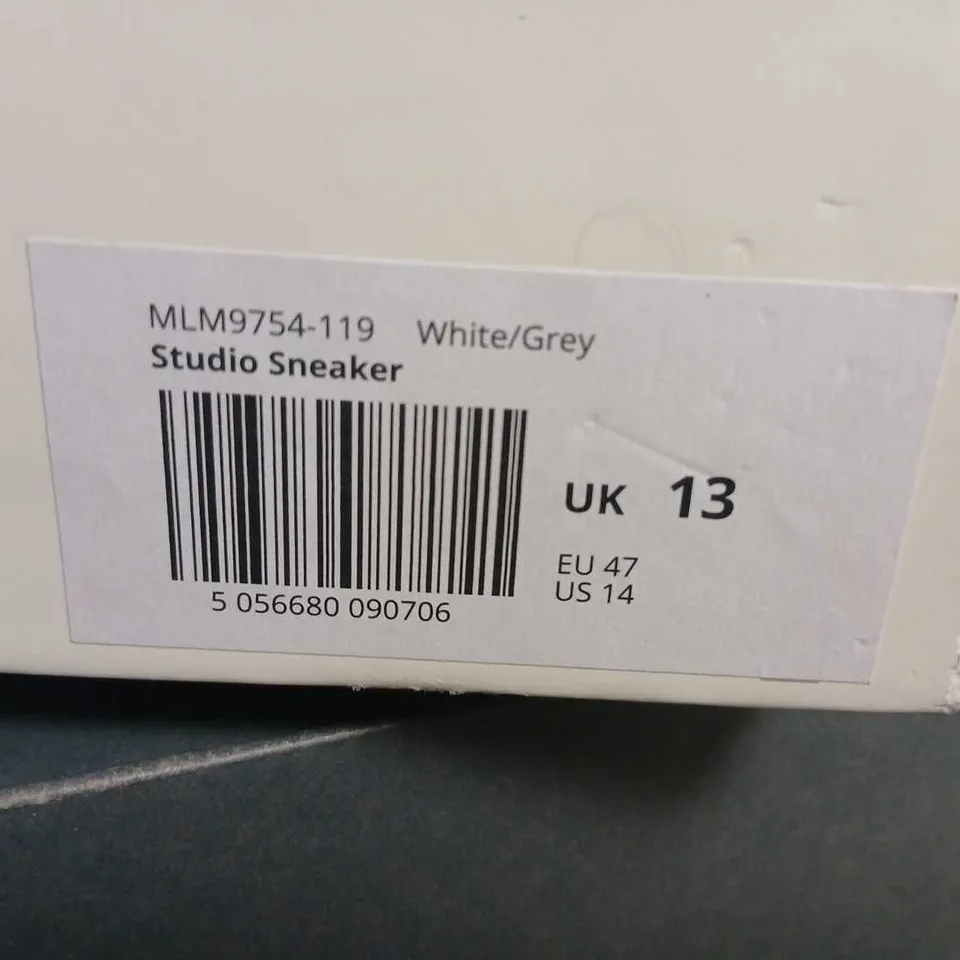 MLM9754-119 White/Grey
Studio Sneaker
UK 13
EU 47
US 14
5 056680 090706